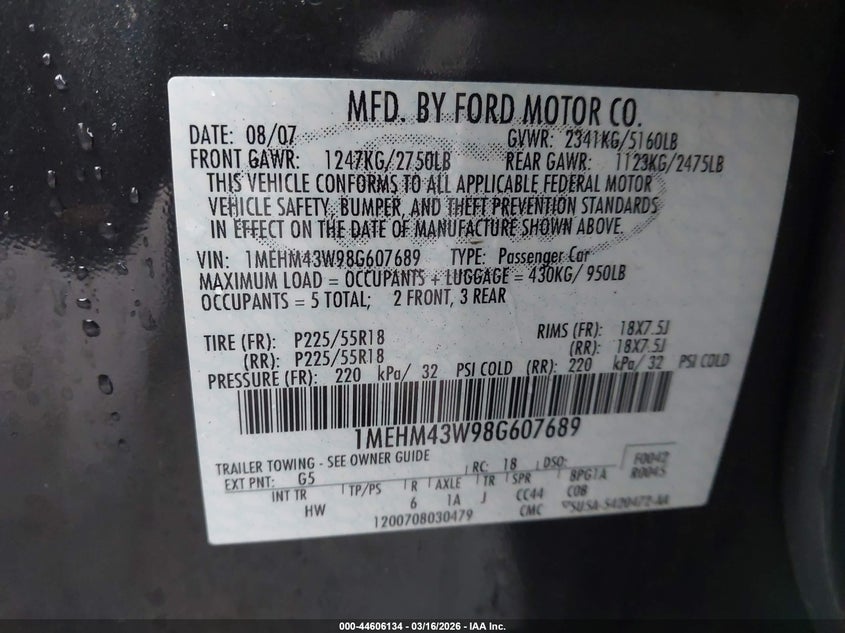 MFD. BY FORD MOTOR CO.
DATE: 08/07 GVWR: 2341KG/5160LB
FRONT GAWR: 1247KG/2750LB REAR GAWR: 1123KG/2475LB
THIS VEHICLE CONFORMS TO ALL APPLICABLE FEDERAL MOTOR
VEHICLE SAFETY, BUMPER, AND THEFT PREVENTION STANDARDS
IN EFFECT ON THE DATE OF MANUFACTURE SHOWN ABOVE.
VIN: 1MEHM43W98G607689 TYPE: Passenger Car
MAXIMUM LOAD = OCCUPANTS + LUGGAGE = 430KG/ 950LB
OCCUPANTS = 5 TOTAL; 2 FRONT, 3 REAR
TIRE (FR): P225/55R18 RIMS (FR): 18X7.5J
(RR): P225/55R18 (RR): 18X7.5J
PRESSURE (FR): 220 kPa/ 32 PSI COLD (RR): 220 kPa/ 32 PSI COLD
1MEHM43W98G607689
TRAILER TOWING - SEE OWNER GUIDE RC: 18 DSO: F0042
EXT PNT: G5 R0045
INT TR TP/PS R AXLE TR SPR BPG1A
HW 6 1A J CC44 COB
1200708030479 CMC
000-44606134 - 03/16/2026 - IAA Inc.